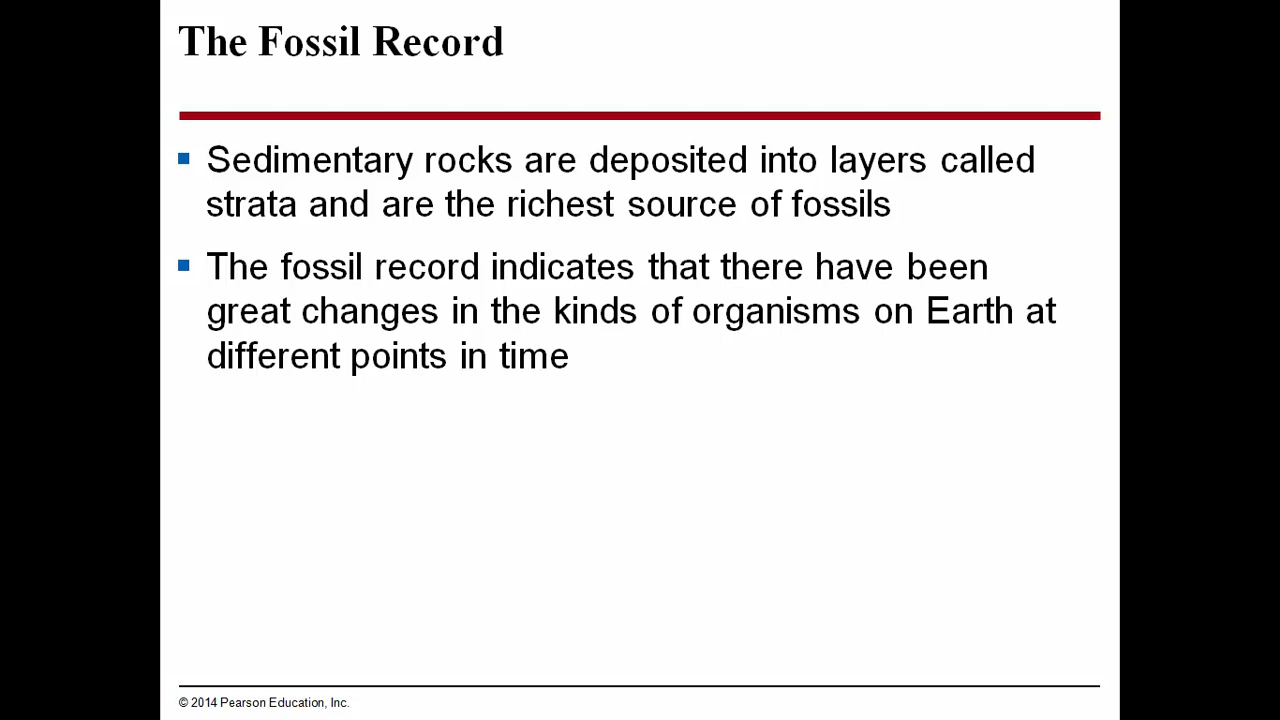 The Fossil Record
Sedimentary rocks are deposited into layers called
strata and are the richest source of fossils
The fossil record indicates that there have been
great changes in the kinds of organisms on Earth at
different points in time
© 2014 Pearson Education, Inc.